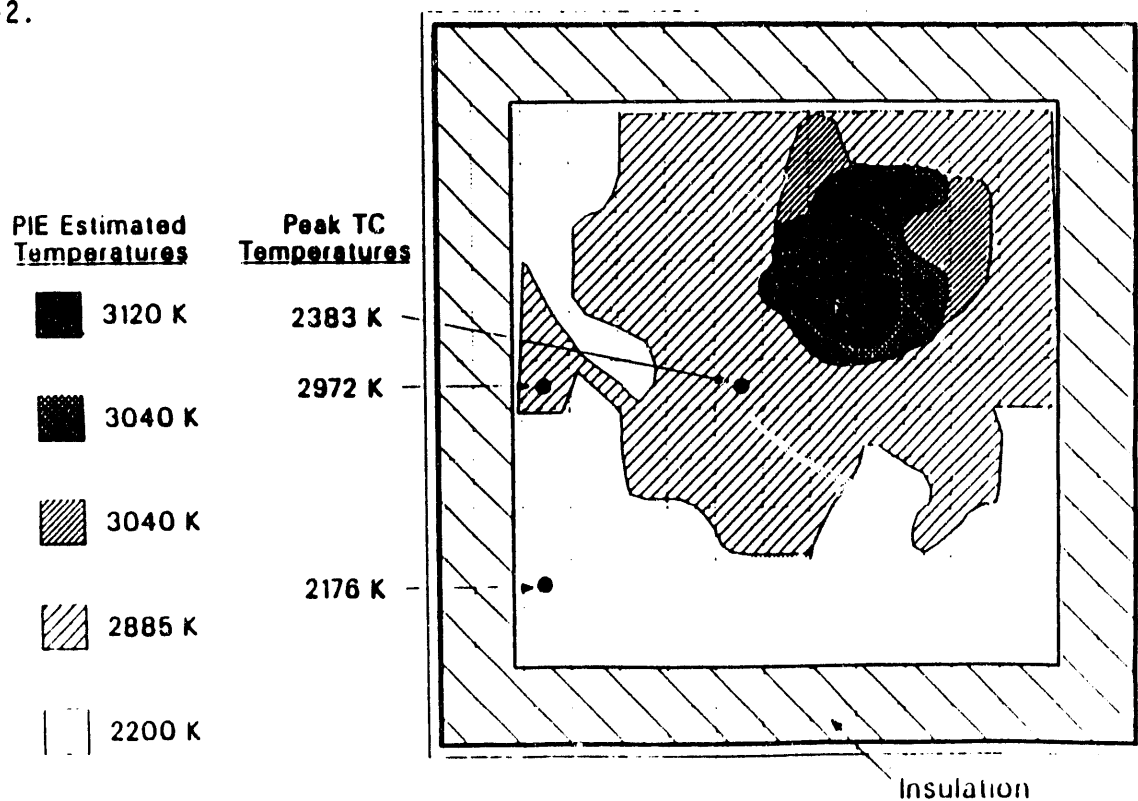 2.
PIE Estimated
Temperatures
3120 K
3040 K
3040 K
2885 K
2200 K
Peak TC
Temperatures
2383 K
2972 K
2176 K
Insulation